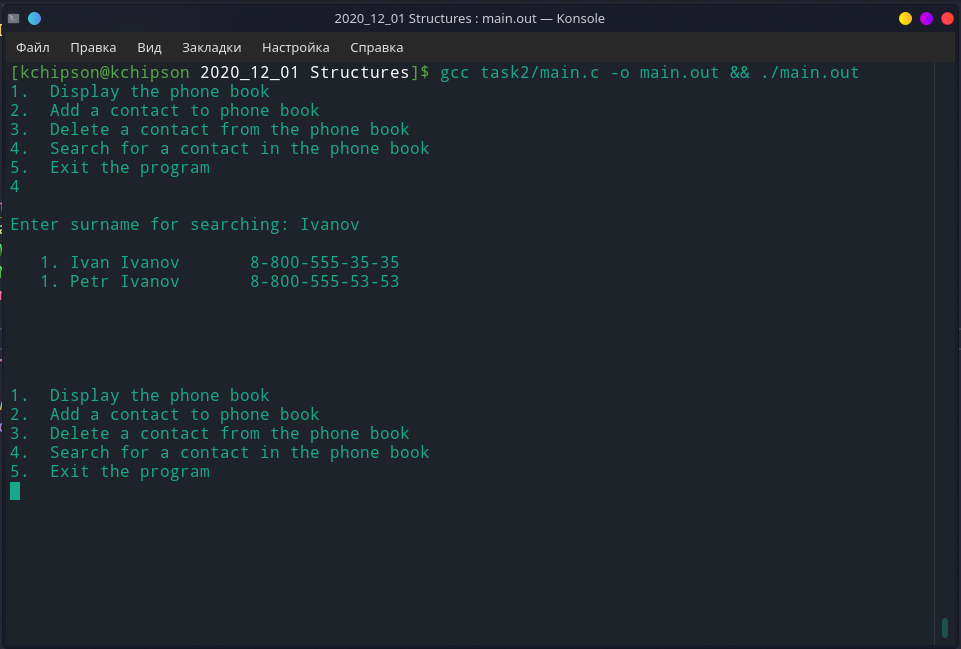 2020_12_01 Structures : main.out — Konsole
Файл Правка Вид Закладки Настройка Справка
[kchipson@kchipson 2020_12_01 Structures]$ gcc task2/main.c -o main.out && ./main.out
1.  Display the phone book
2.  Add a contact to phone book
3.  Delete a contact from the phone book
4.  Search for a contact in the phone book
5.  Exit the program
4
Enter surname for searching: Ivanov
1. Ivan Ivanov       8-800-555-35-35
1. Petr Ivanov       8-800-555-53-53
1.  Display the phone book
2.  Add a contact to phone book
3.  Delete a contact from the phone book
4.  Search for a contact in the phone book
5.  Exit the program